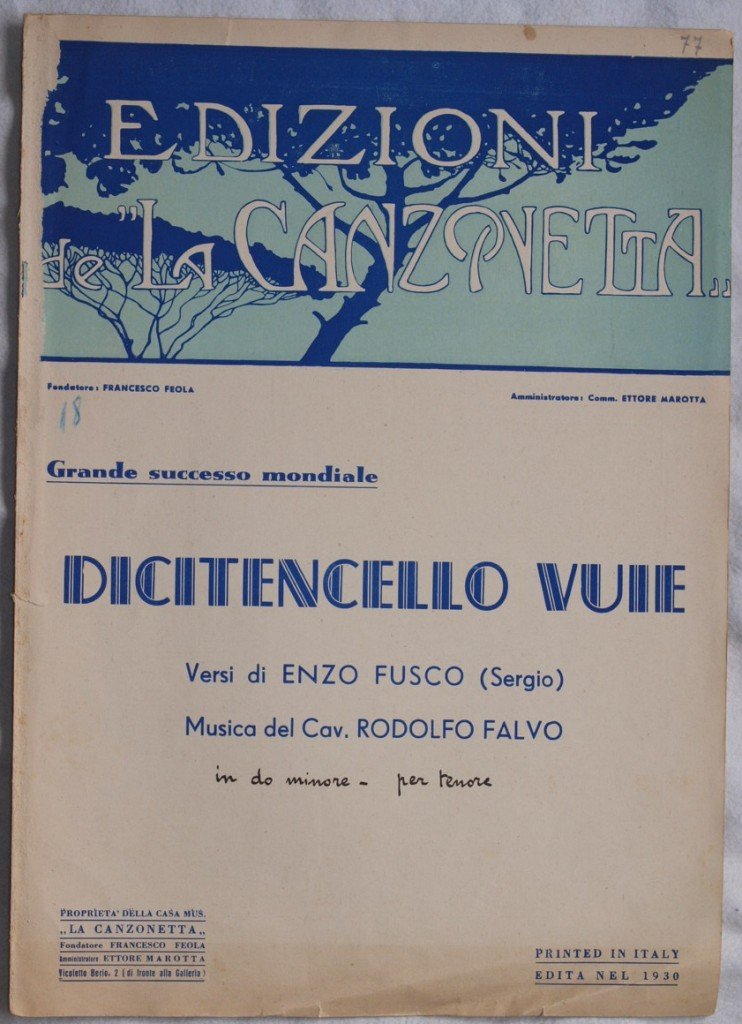 77
EDIZIONI
de "LA CANZONETTA„
Fondatore: FRANCESCO FEOLA
Amministratore: Comm. ETTORE MAROTTA
18
Grande successo mondiale
DICITENCELLO VUIE
Versi di ENZO FUSCO (Sergio)
Musica del Cav. RODOLFO FALVO
in do minore - per tenore
PROPRIETA' DELLA CASA MUS.
„LA CANZONETTA„
Fondatore FRANCESCO FEOLA
Amministratore ETTORE MAROTTA
Vicoletto Berio, 2 (di fronte alla Galleria)
PRINTED IN ITALY
EDITA NEL 1930